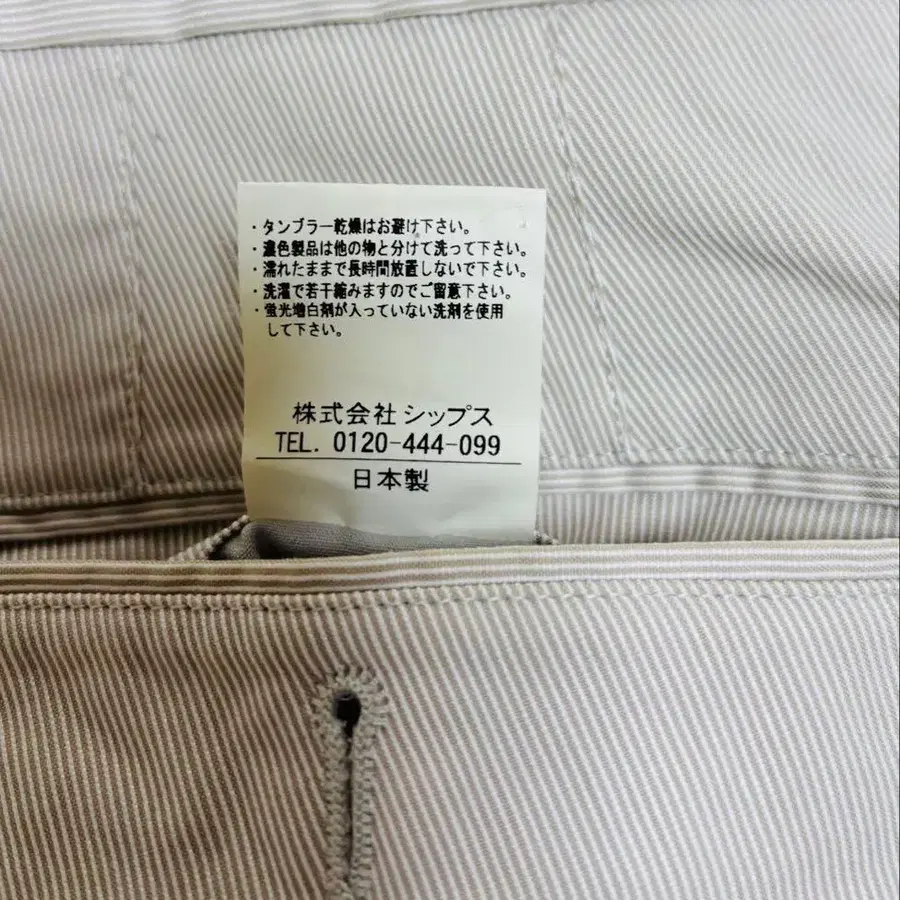 ・タンブラー乾燥はお避け下さい。
・濃色製品は他の物と分けて洗って下さい。
・濡れたままで長時間放置しないで下さい。
・洗濯で若干縮みますのでご留意下さい。
・蛍光増白剤が入っていない洗剤を使用
して下さい。
株式会社シップス
TEL. 0120-444-099
日本製